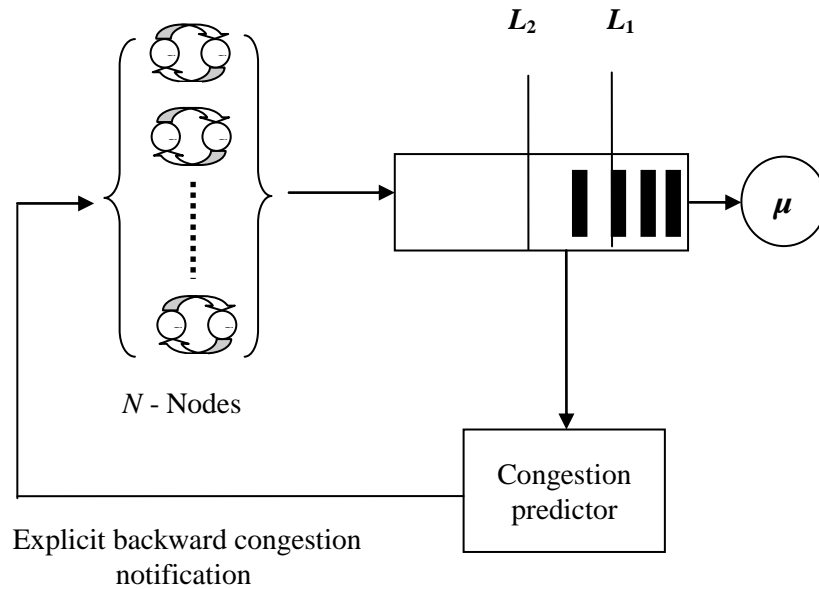 L₂ L₁
μ
N - Nodes
Congestion
predictor
Explicit backward congestion
notification